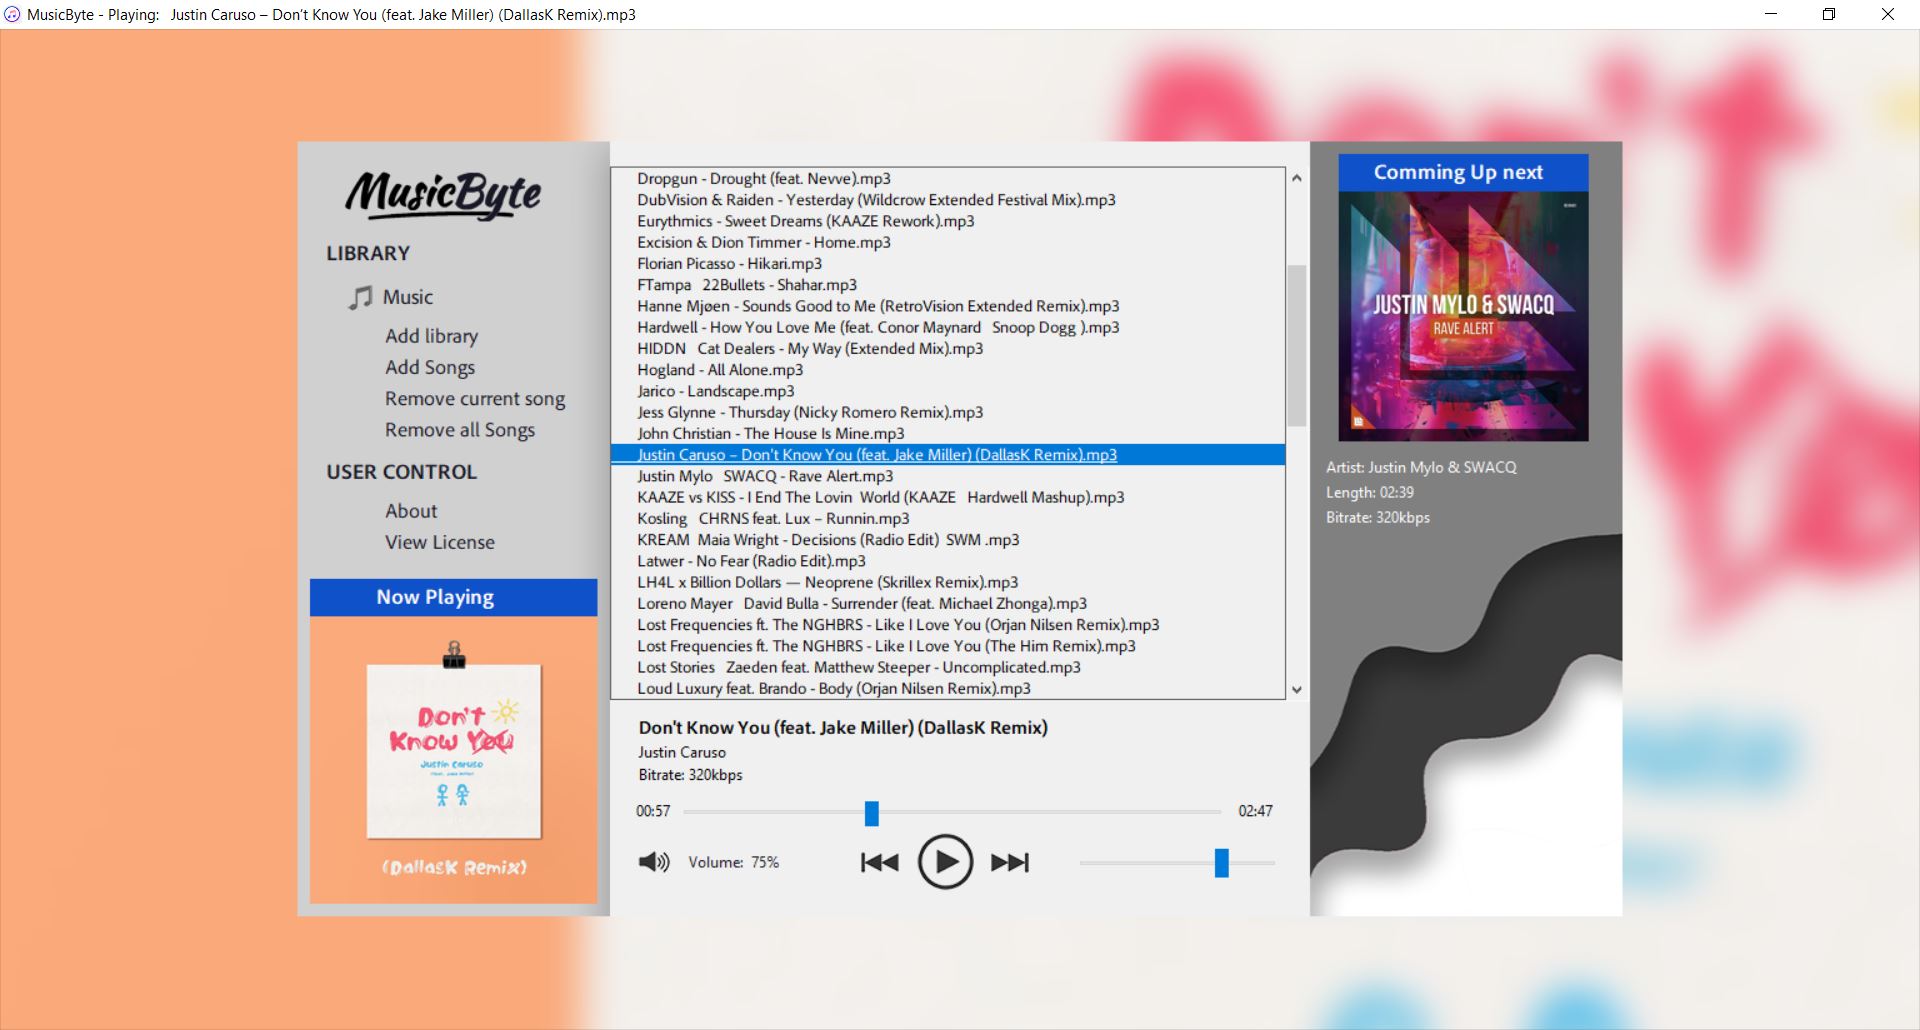 MusicByte - Playing:   Justin Caruso – Don't Know You (feat. Jake Miller) (DallasK Remix).mp3
MusicByte
LIBRARY
Music
Add library
Add Songs
Remove current song
Remove all Songs
USER CONTROL
About
View License
Now Playing
Don't
Know You
Justin Caruso
(DallasK Remix)
Dropgun - Drought (feat. Nevve).mp3
DubVision & Raiden - Yesterday (Wildcrow Extended Festival Mix).mp3
Eurythmics - Sweet Dreams (KAAZE Rework).mp3
Excision & Dion Timmer - Home.mp3
Florian Picasso - Hikari.mp3
FTampa   22Bullets - Shahar.mp3
Hanne Mjøen - Sounds Good to Me (RetroVision Extended Remix).mp3
Hardwell - How You Love Me (feat. Conor Maynard   Snoop Dogg ).mp3
HIDDN   Cat Dealers - My Way (Extended Mix).mp3
Hogland - All Alone.mp3
Jarico - Landscape.mp3
Jess Glynne - Thursday (Nicky Romero Remix).mp3
John Christian - The House Is Mine.mp3
Justin Caruso – Don't Know You (feat. Jake Miller) (DallasK Remix).mp3
Justin Mylo   SWACQ - Rave Alert.mp3
KAAZE vs KISS - I End The Lovin  World (KAAZE   Hardwell Mashup).mp3
Kosling   CHRNS feat. Lux – Runnin.mp3
KREAM  Maia Wright - Decisions (Radio Edit)  SWM .mp3
Latwer - No Fear (Radio Edit).mp3
LH4L x Billion Dollars — Neoprene (Skrillex Remix).mp3
Loreno Mayer   David Bulla - Surrender (feat. Michael Zhonga).mp3
Lost Frequencies ft. The NGHBRS - Like I Love You (Orjan Nilsen Remix).mp3
Lost Frequencies ft. The NGHBRS - Like I Love You (The Him Remix).mp3
Lost Stories   Zaeden feat. Matthew Steeper - Uncomplicated.mp3
Loud Luxury feat. Brando - Body (Orjan Nilsen Remix).mp3
Don't Know You (feat. Jake Miller) (DallasK Remix)
Justin Caruso
Bitrate: 320kbps
00:57
02:47
Volume:  75%
Comming Up next
JUSTIN MYLO & SWACQ
RAVE ALERT
Artist: Justin Mylo & SWACQ
Length: 02:39
Bitrate: 320kbps